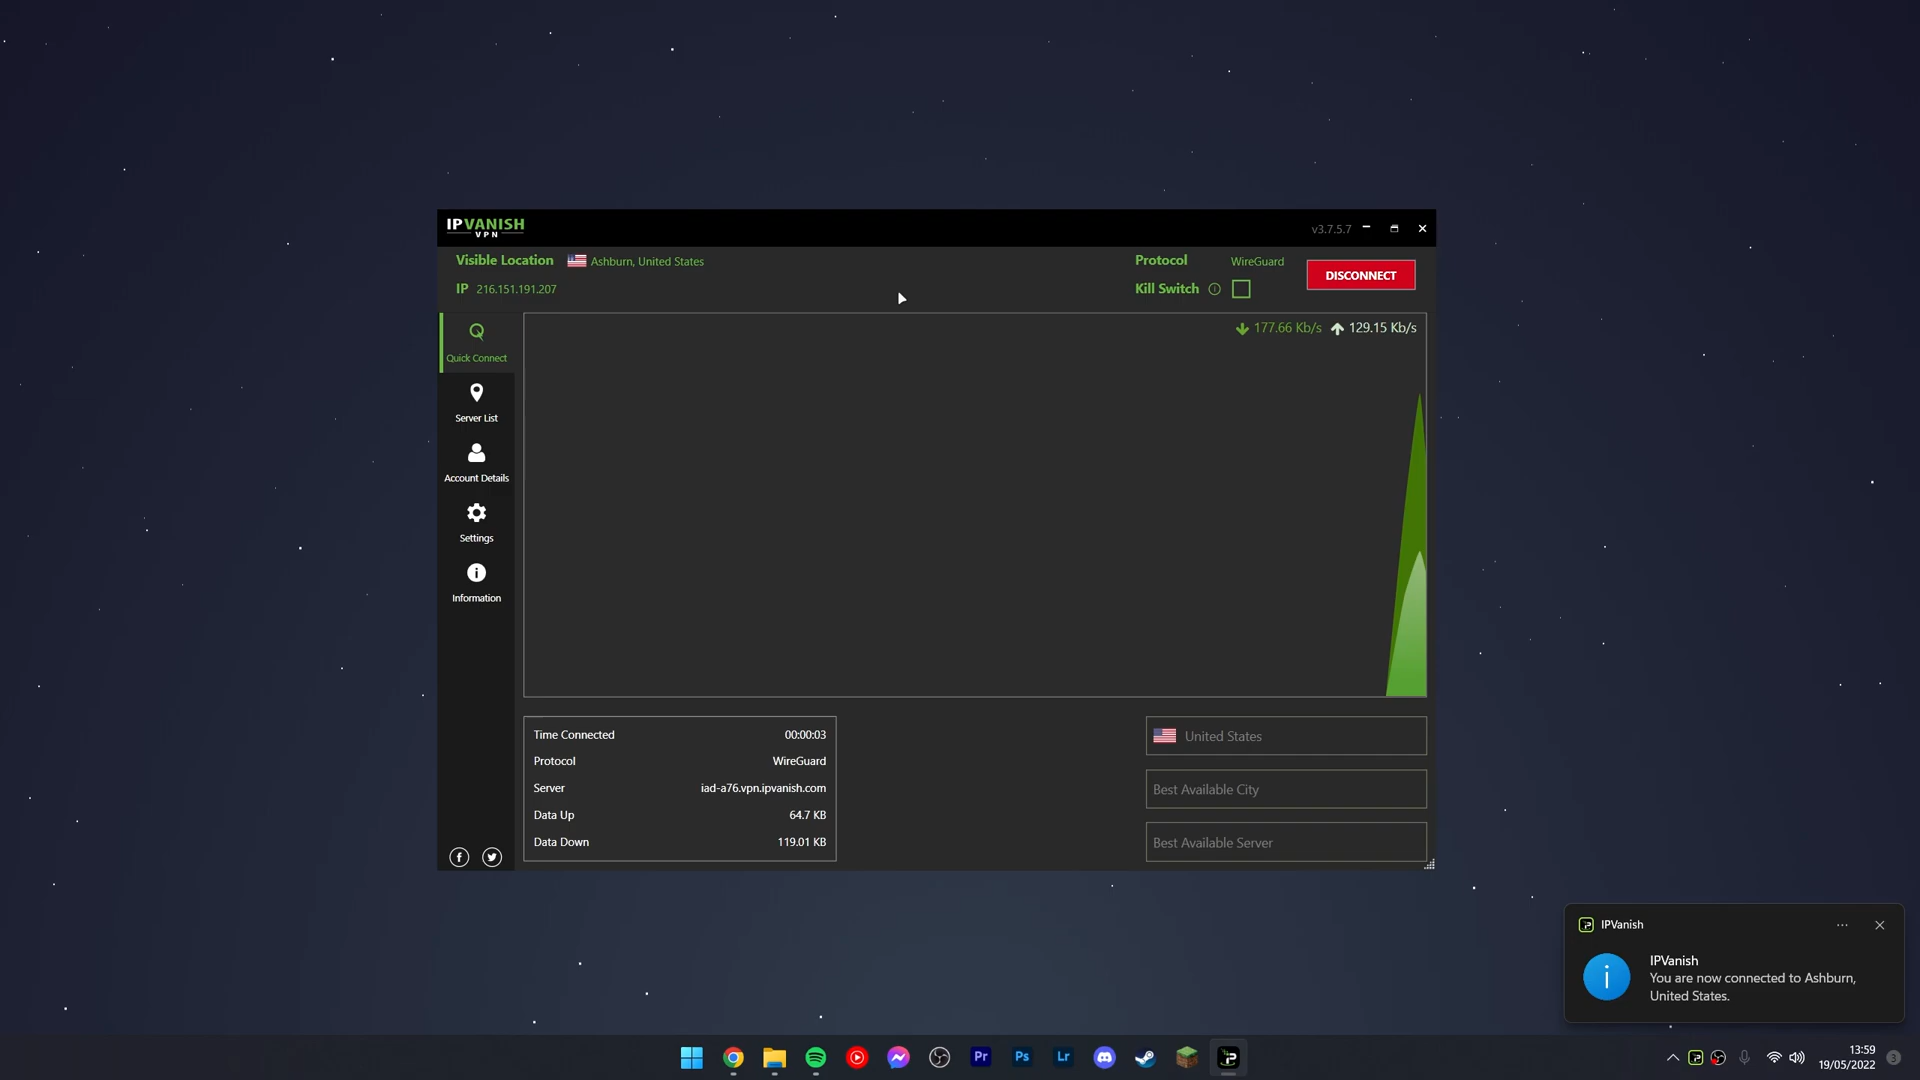 IPVANISH
VPN
v3.7.5.7
Visible Location Ashburn, United States
IP 216.151.191.207
Protocol WireGuard
Kill Switch
DISCONNECT
177.66 Kb/s 129.15 Kb/s
Quick Connect
Server List
Account Details
Settings
Information
Time Connected 00:00:03
Protocol WireGuard
Server iad-a76.vpn.ipvanish.com
Data Up 64.7 KB
Data Down 119.01 KB
United States
Best Available City
Best Available Server
IPVanish
IPVanish
You are now connected to Ashburn,
United States.
Pr Ps Lr
13:59
19/05/2022
3